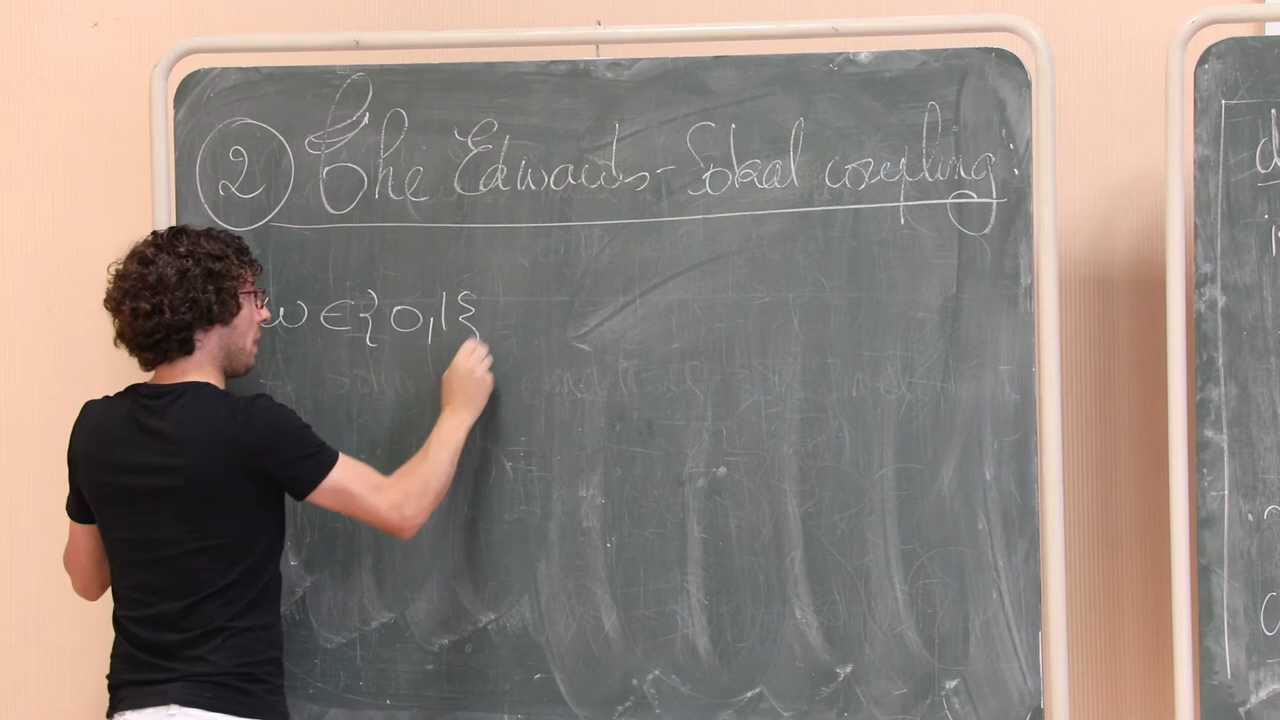 ② The Edwards-Sokal coupling:
ω ∈ {0,1}